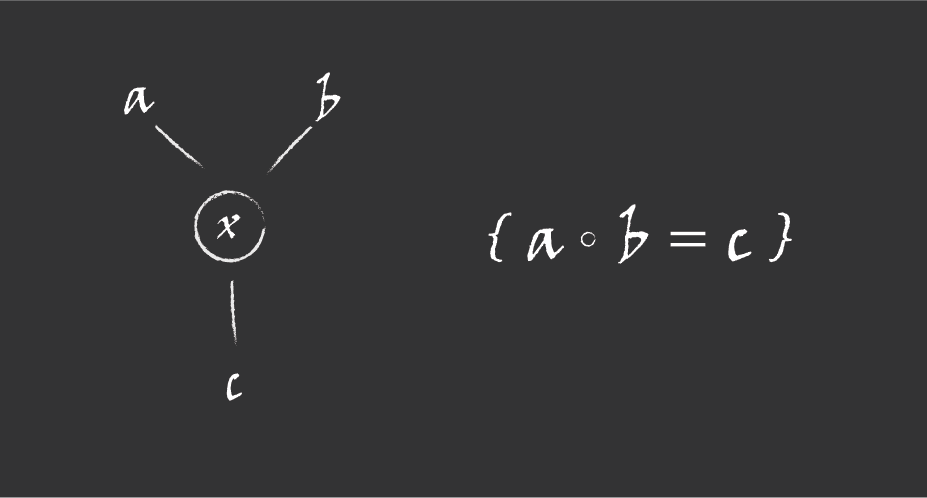 a b
x
{ a ∘ b = c }
c